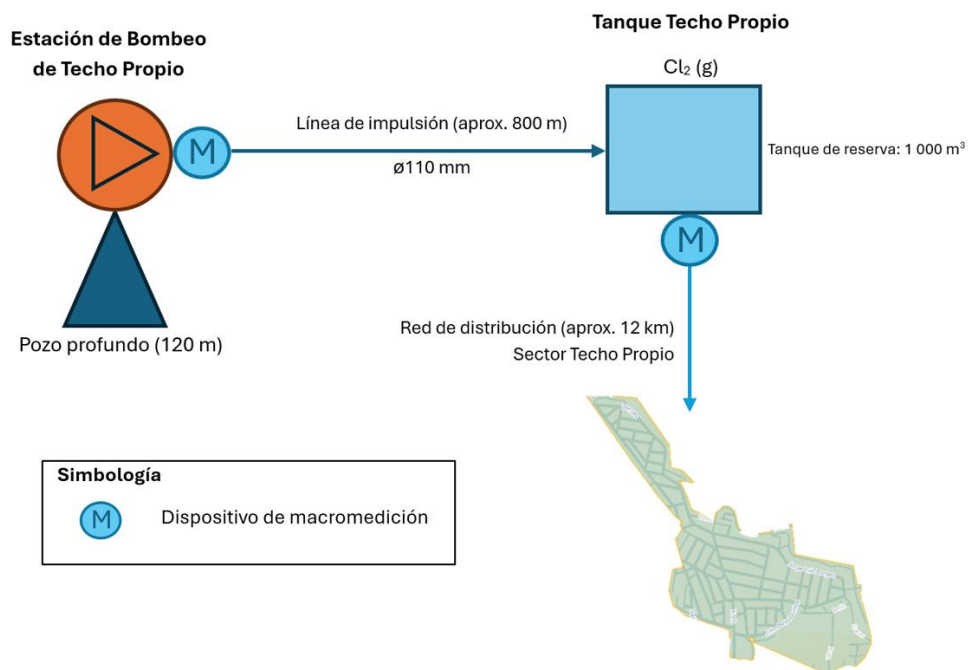 Estación de Bombeo
de Techo Propio
M
Línea de impulsión (aprox. 800 m)
ø110 mm
Pozo profundo (120 m)
Tanque Techo Propio
Cl₂ (g)
Tanque de reserva: 1 000 m³
M
Red de distribución (aprox. 12 km)
Sector Techo Propio
Simbología
M
Dispositivo de macromedición